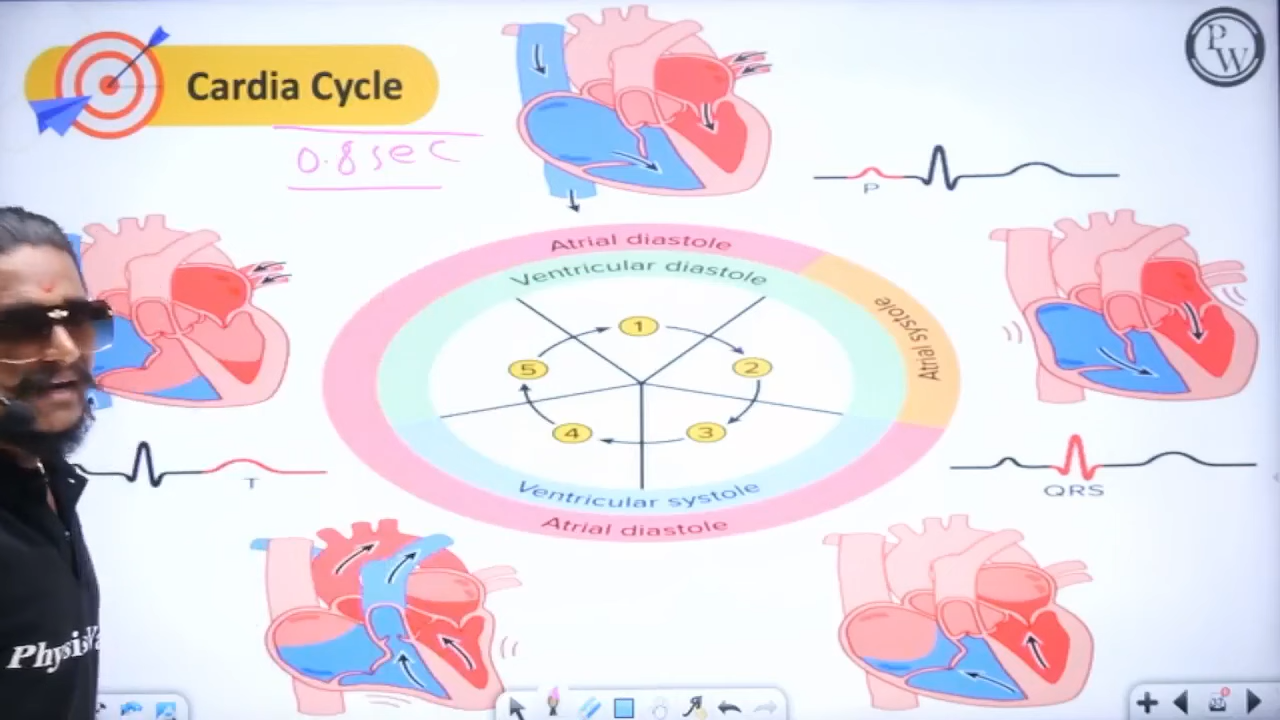 Cardia Cycle
PW
0.8 sec
P
Atrial diastole
Ventricular diastole
Atrial systole
1
2
3
4
5
T
QRS
Ventricular systole
Atrial diastole